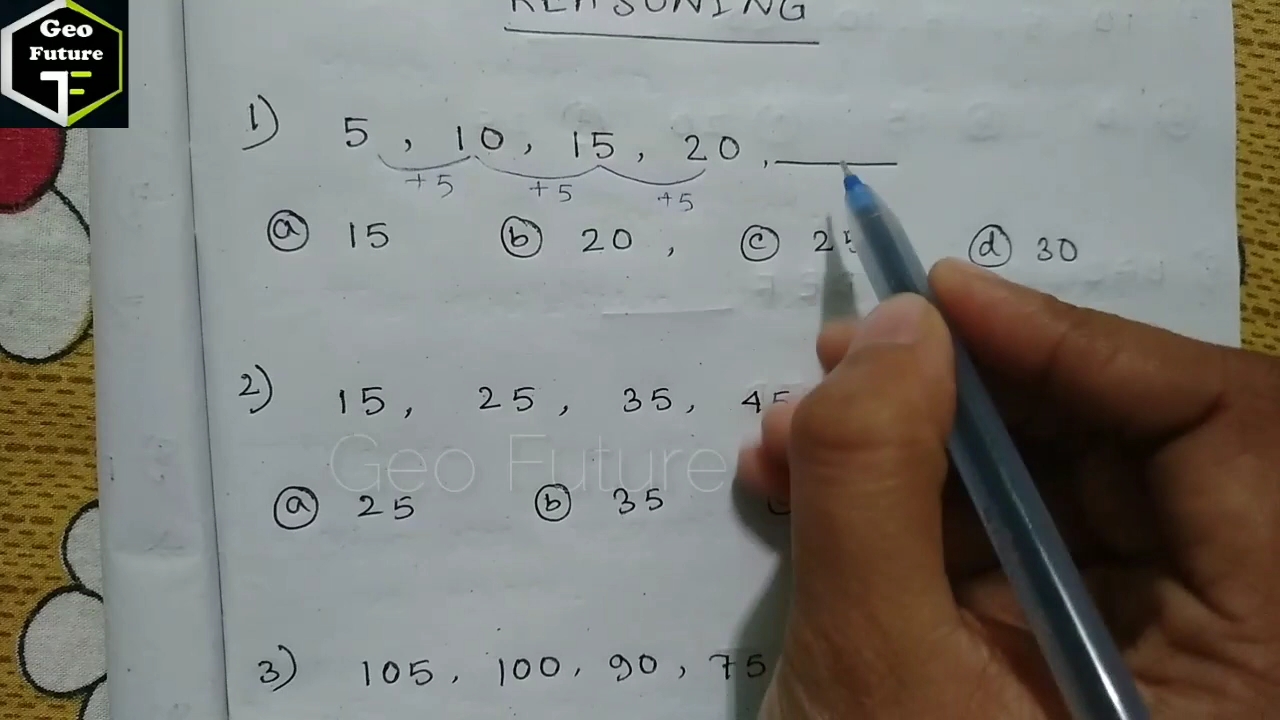 Geo
Future
REASONING
1) 5, 10, 15, 20, ______
+5 +5 +5
(a) 15 (b) 20, (c) 25 (d) 30
2) 15, 25, 35, 45
Geo Future
(a) 25 (b) 35
3) 105, 100, 90, 75